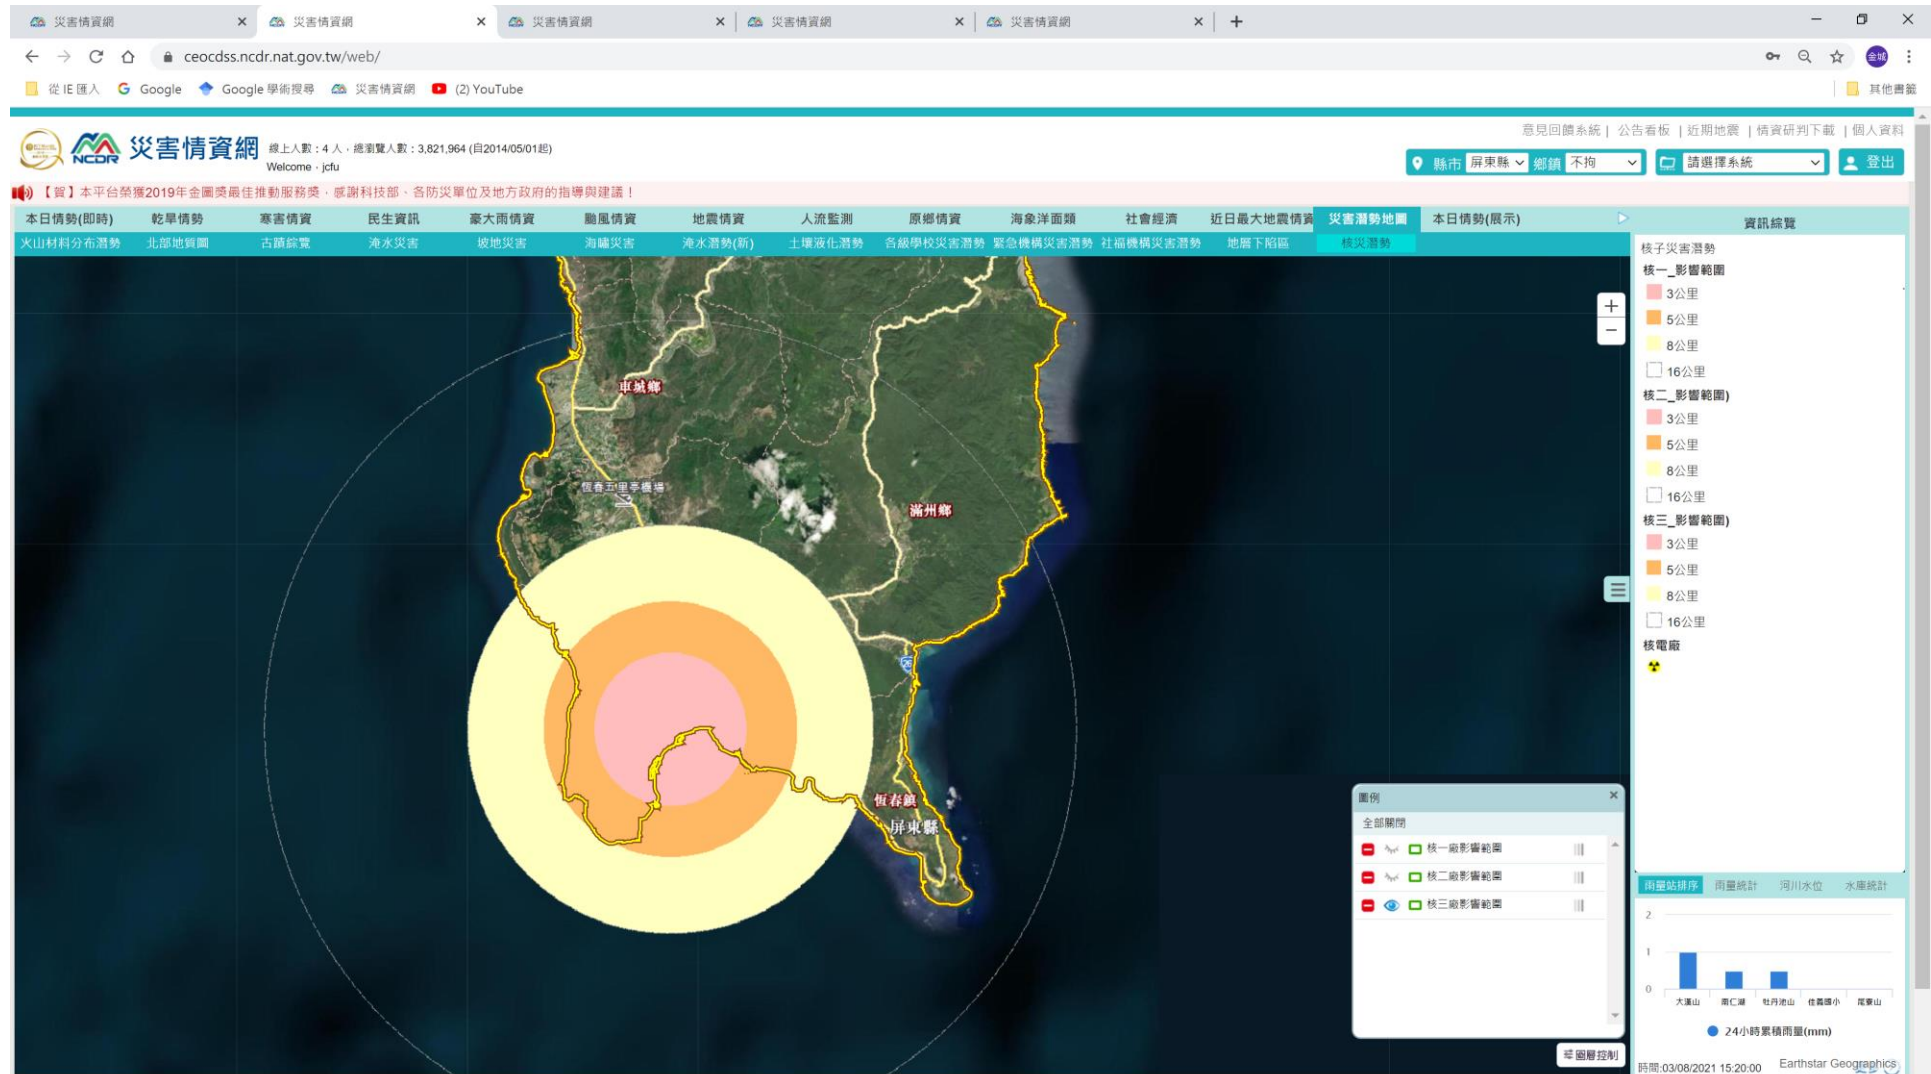 災害情資網
災害情資網
災害情資網
災害情資網
災害情資網
ceocdss.ncdr.nat.gov.tw/web/
金城
從 IE 匯入
Google
Google 學術搜尋
災害情資網
(2) YouTube
其他書籤
NCDR
災害情資網
線上人數：4 人，總瀏覽人數：3,821,964 (自2014/05/01起)
Welcome，jcfu
意見回饋系統 | 公告看板 | 近期地震 | 情資研判下載 | 個人資料
縣市 屏東縣 鄉鎮 不拘
請選擇系統
登出
【賀】本平台榮獲2019年金圖獎最佳推動服務獎，感謝科技部、各防災單位及地方政府的指導與建議！
本日情勢(即時) 乾旱情勢 寒害情資 民生資訊 豪大雨情資 颱風情資 地震情資 人流監測 原鄉情資 海象洋面類 社會經濟 近日最大地震情資 災害潛勢地圖 本日情勢(展示)
火山材料分布潛勢 北部地質圖 古蹟綜覽 淹水災害 坡地災害 海嘯災害 淹水潛勢(新) 土壤液化潛勢 各級學校災害潛勢 緊急機構災害潛勢 社福機構災害潛勢 地層下陷區 核災潛勢
車城鄉
恆春五里亭機場
滿州鄉
26
恆春鎮
屏東縣
+
−
資訊綜覽
核子災害潛勢
核一_影響範圍
3公里
5公里
8公里
16公里
核二_影響範圍)
3公里
5公里
8公里
16公里
核三_影響範圍)
3公里
5公里
8公里
16公里
核電廠
圖例
全部關閉
核一廠影響範圍
核二廠影響範圍
核三廠影響範圍
圖層控制
雨量站排序 雨量統計 河川水位 水庫統計
2
1
0
大漢山 南仁湖 牡丹池山 佳義國小 尾寮山
24小時累積雨量(mm)
時間:03/08/2021 15:20:00
Earthstar Geographics